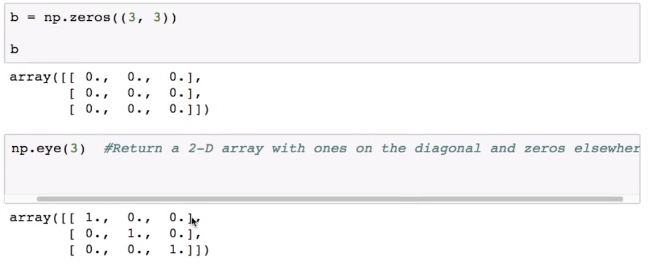 b = np.zeros((3, 3))
b
array([[ 0.,  0.,  0.],
       [ 0.,  0.,  0.],
       [ 0.,  0.,  0.]])
np.eye(3)  #Return a 2-D array with ones on the diagonal and zeros elsewher
array([[ 1.,  0.,  0.],
       [ 0.,  1.,  0.],
       [ 0.,  0.,  1.]])